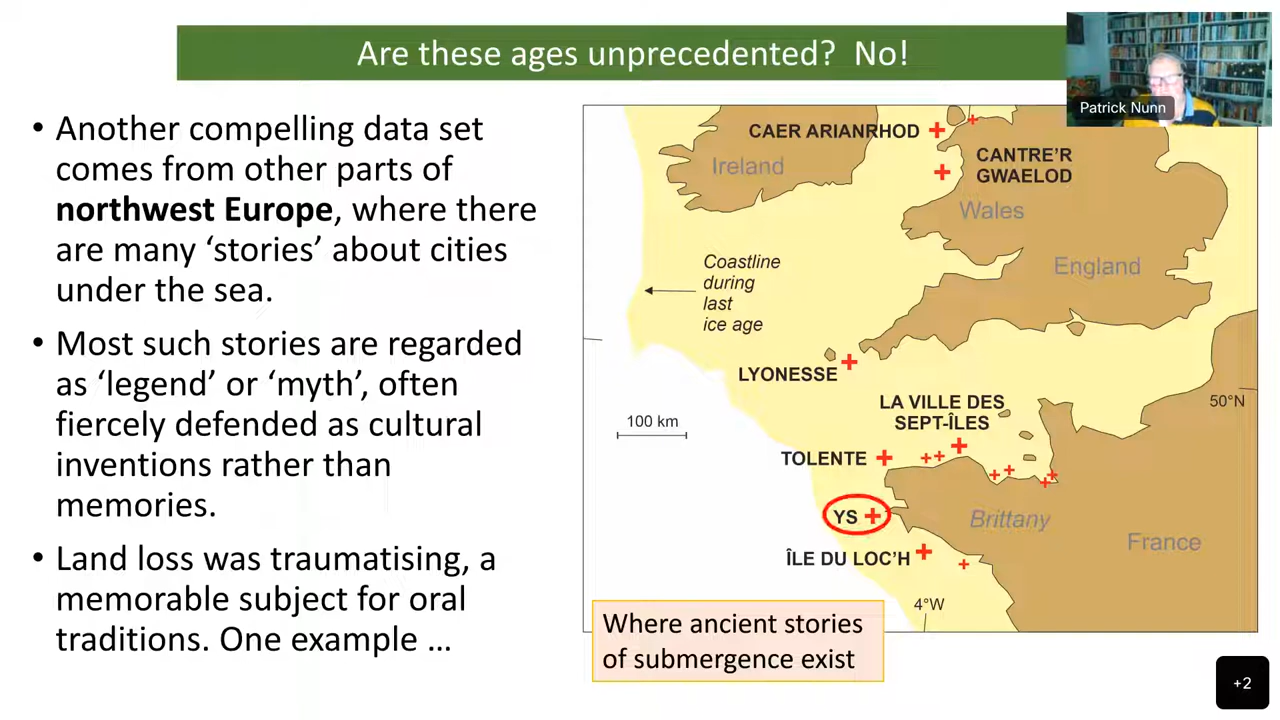 Are these ages unprecedented? No!
Patrick Nunn
• Another compelling data set
comes from other parts of
northwest Europe, where there
are many ‘stories’ about cities
under the sea.
• Most such stories are regarded
as ‘legend’ or ‘myth’, often
fiercely defended as cultural
inventions rather than
memories.
• Land loss was traumatising, a
memorable subject for oral
traditions. One example …
CAER ARIANRHOD
Ireland
CANTRE’R
GWAELOD
Wales
England
Coastline
during
last
ice age
LYONESSE
100 km
LA VILLE DES
SEPT-ÎLES
50°N
TOLENTE
YS
Brittany
France
ÎLE DU LOC’H
4°W
Where ancient stories
of submergence exist
+2